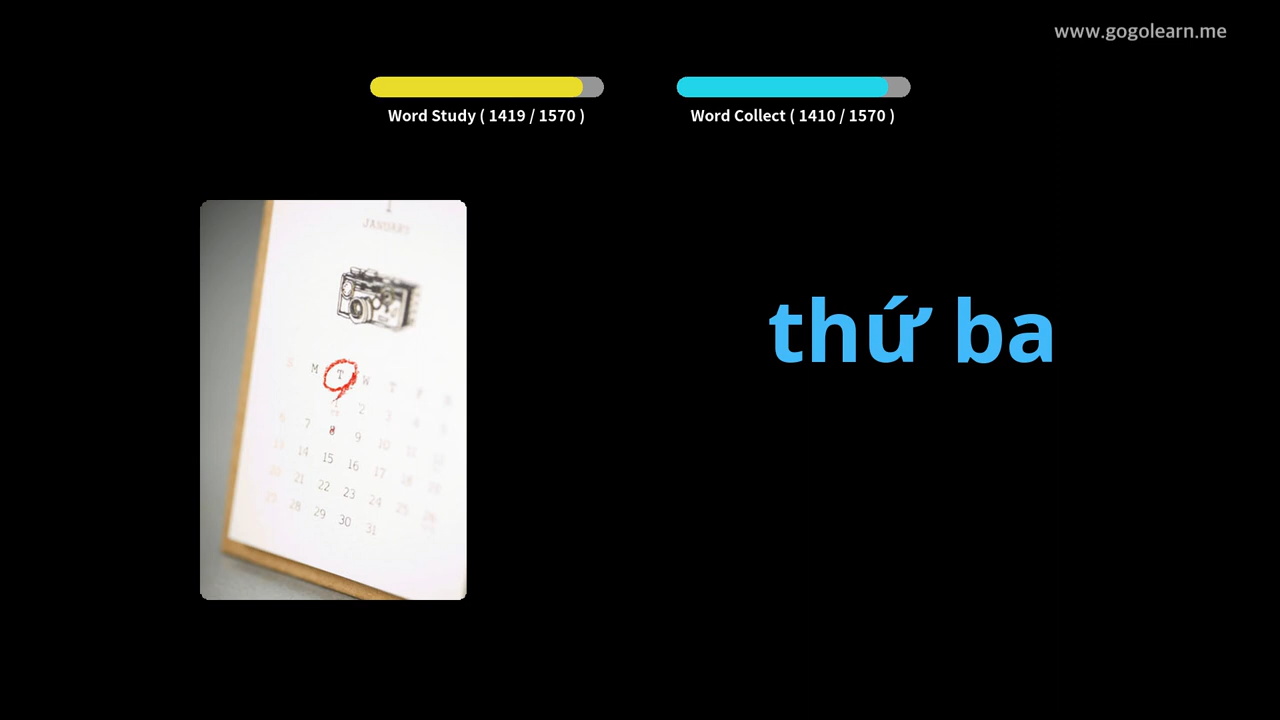 www.gogolearn.me
Word Study ( 1419 / 1570 )
Word Collect ( 1410 / 1570 )
thứ ba
1
JANUARY
S M T W T F S
1 2 3 4 5
6 7 8 9 10 11 12
13 14 15 16 17 18 19
20 21 22 23 24 25 26
27 28 29 30 31